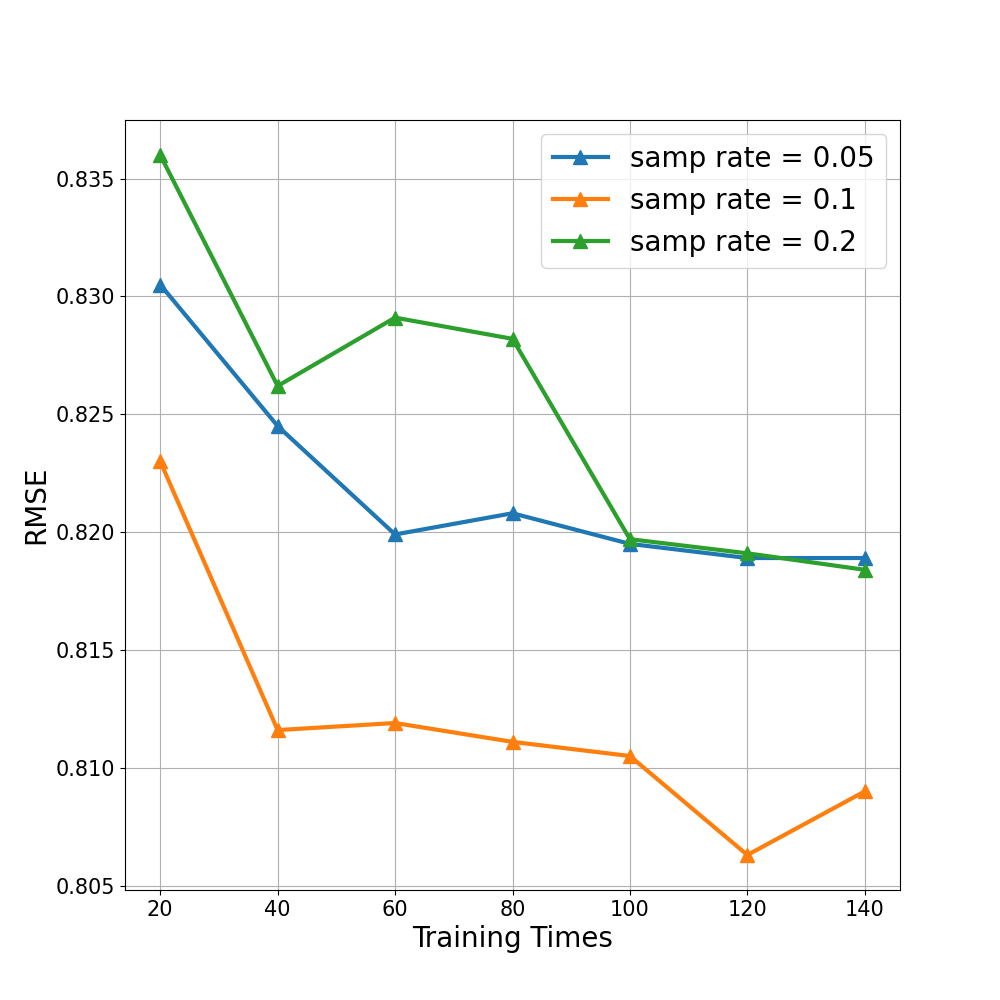 samp rate = 0.05
samp rate = 0.1
samp rate = 0.2
0.835
0.830
0.825
0.820
0.815
0.810
0.805
RMSE
20 40 60 80 100 120 140
Training Times